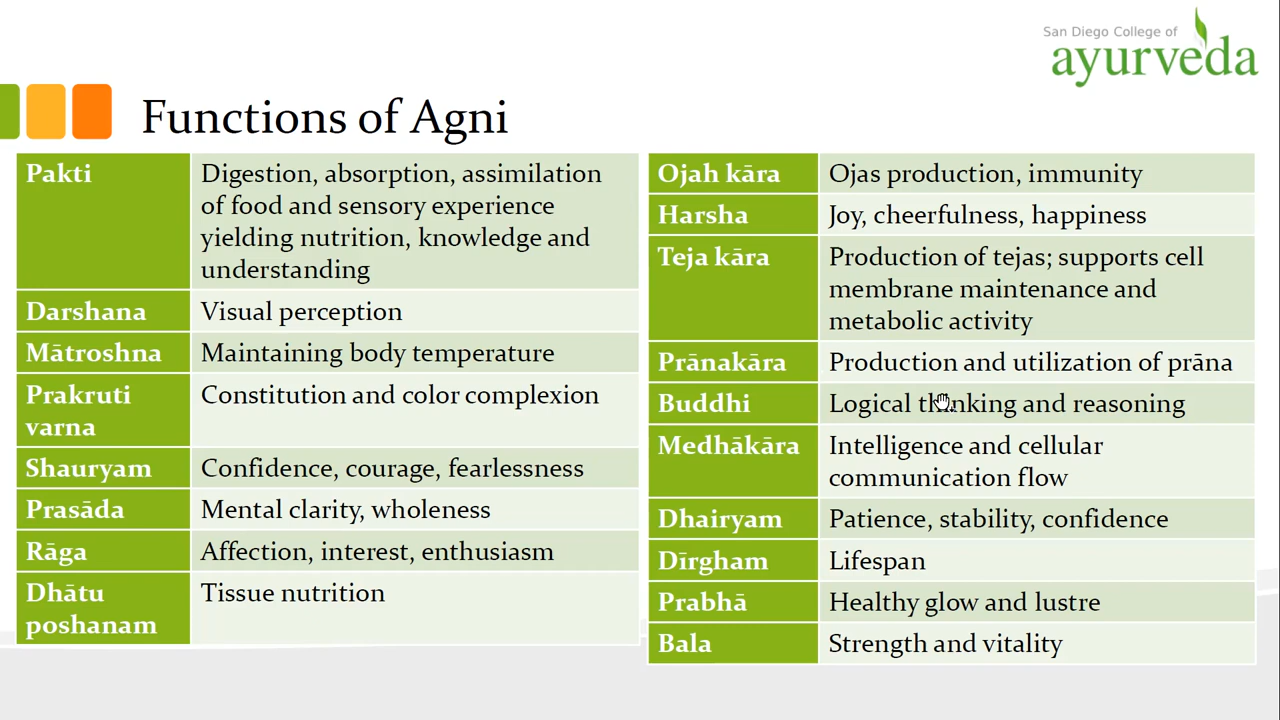 San Diego College of
ayurveda
Functions of Agni
Pakti
Digestion, absorption, assimilation
of food and sensory experience
yielding nutrition, knowledge and
understanding
Darshana
Visual perception
Mātroshna
Maintaining body temperature
Prakruti
varna
Constitution and color complexion
Shauryam
Confidence, courage, fearlessness
Prasāda
Mental clarity, wholeness
Rāga
Affection, interest, enthusiasm
Dhātu
poshanam
Tissue nutrition
Ojah kāra
Ojas production, immunity
Harsha
Joy, cheerfulness, happiness
Teja kāra
Production of tejas; supports cell
membrane maintenance and
metabolic activity
Prānakāra
Production and utilization of prāna
Buddhi
Logical thinking and reasoning
Medhākāra
Intelligence and cellular
communication flow
Dhairyam
Patience, stability, confidence
Dīrgham
Lifespan
Prabhā
Healthy glow and lustre
Bala
Strength and vitality